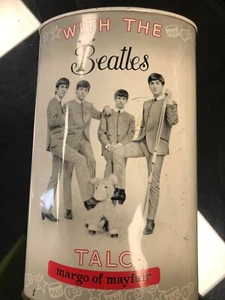 WITH THE
Beatles
TALC
margo of mayfair